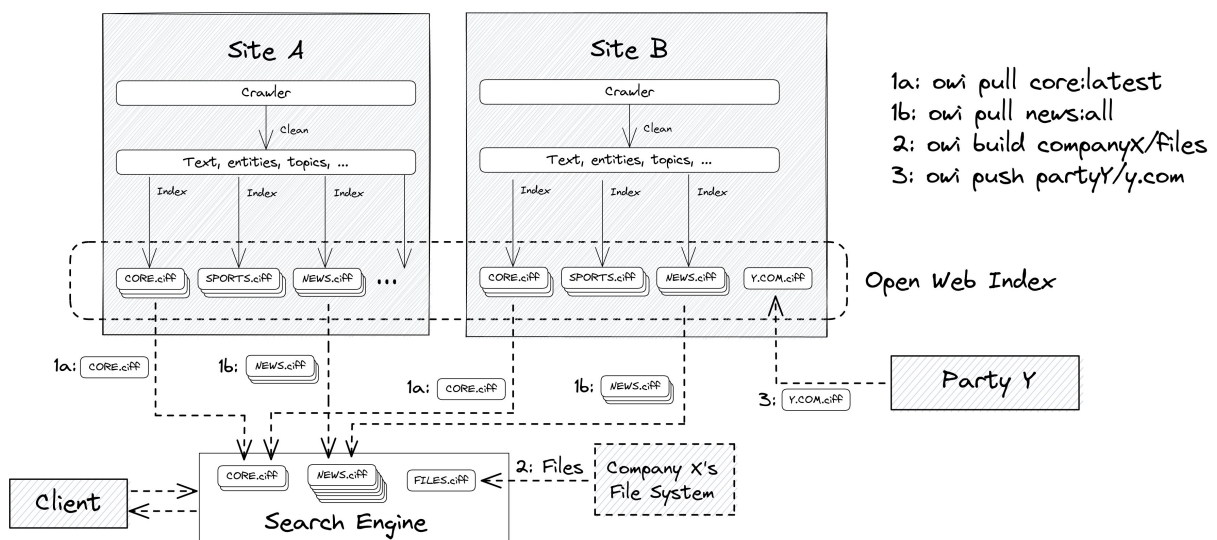 Site A
Crawler
Clean
Text, entities, topics, ...
Index
Index
Index
CORE.ciff
SPORTS.ciff
NEWS.ciff
...
Site B
Crawler
Clean
Text, entities, topics, ...
Index
Index
Index
CORE.ciff
SPORTS.ciff
NEWS.ciff
Y.COM.ciff
1a: owi pull core:latest
1b: owi pull news:all
2: owi build companyX/files
3: owi push partyY/y.com
Open Web Index
1a: CORE.ciff
1b: NEWS.ciff
1a: CORE.ciff
1b: NEWS.ciff
3: Y.COM.ciff
Party Y
CORE.ciff
NEWS.ciff
FILES.ciff
2: Files
Company X's
File System
Client
Search Engine